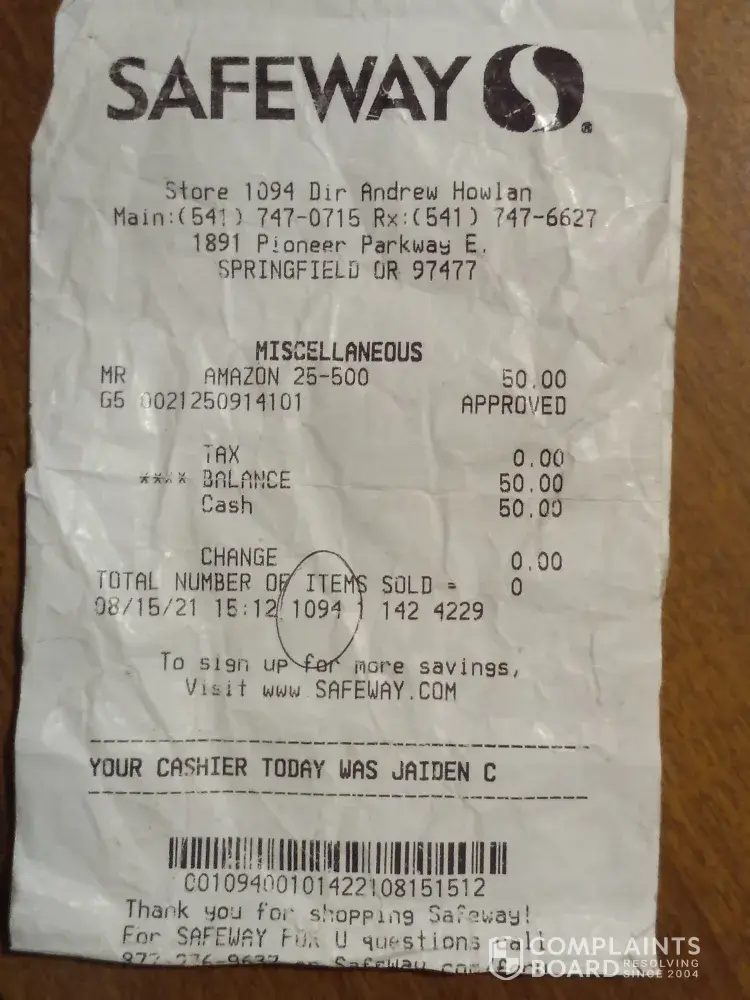 SAFEWAY
Store 1094 Dir Andrew Howlan
Main:(541) 747-0715 Rx:(541) 747-6627
1891 Pioneer Parkway E.
SPRINGFIELD OR 97477
MISCELLANEOUS
MR AMAZON 25-500 50.00
G5 0021250914101 APPROVED
TAX 0.00
**** BALANCE 50.00
Cash 50.00
CHANGE 0.00
TOTAL NUMBER OF ITEMS SOLD = 0
08/15/21 15:12 1094 1 142 4229
To sign up for more savings,
Visit www SAFEWAY.COM
YOUR CASHIER TODAY WAS JAIDEN C
C0109400101422108151512
Thank you for shopping Safeway!
For SAFEWAY FOR U questions call
Safeway
COMPLAINTS
BOARD RESOLVING
SINCE 2004